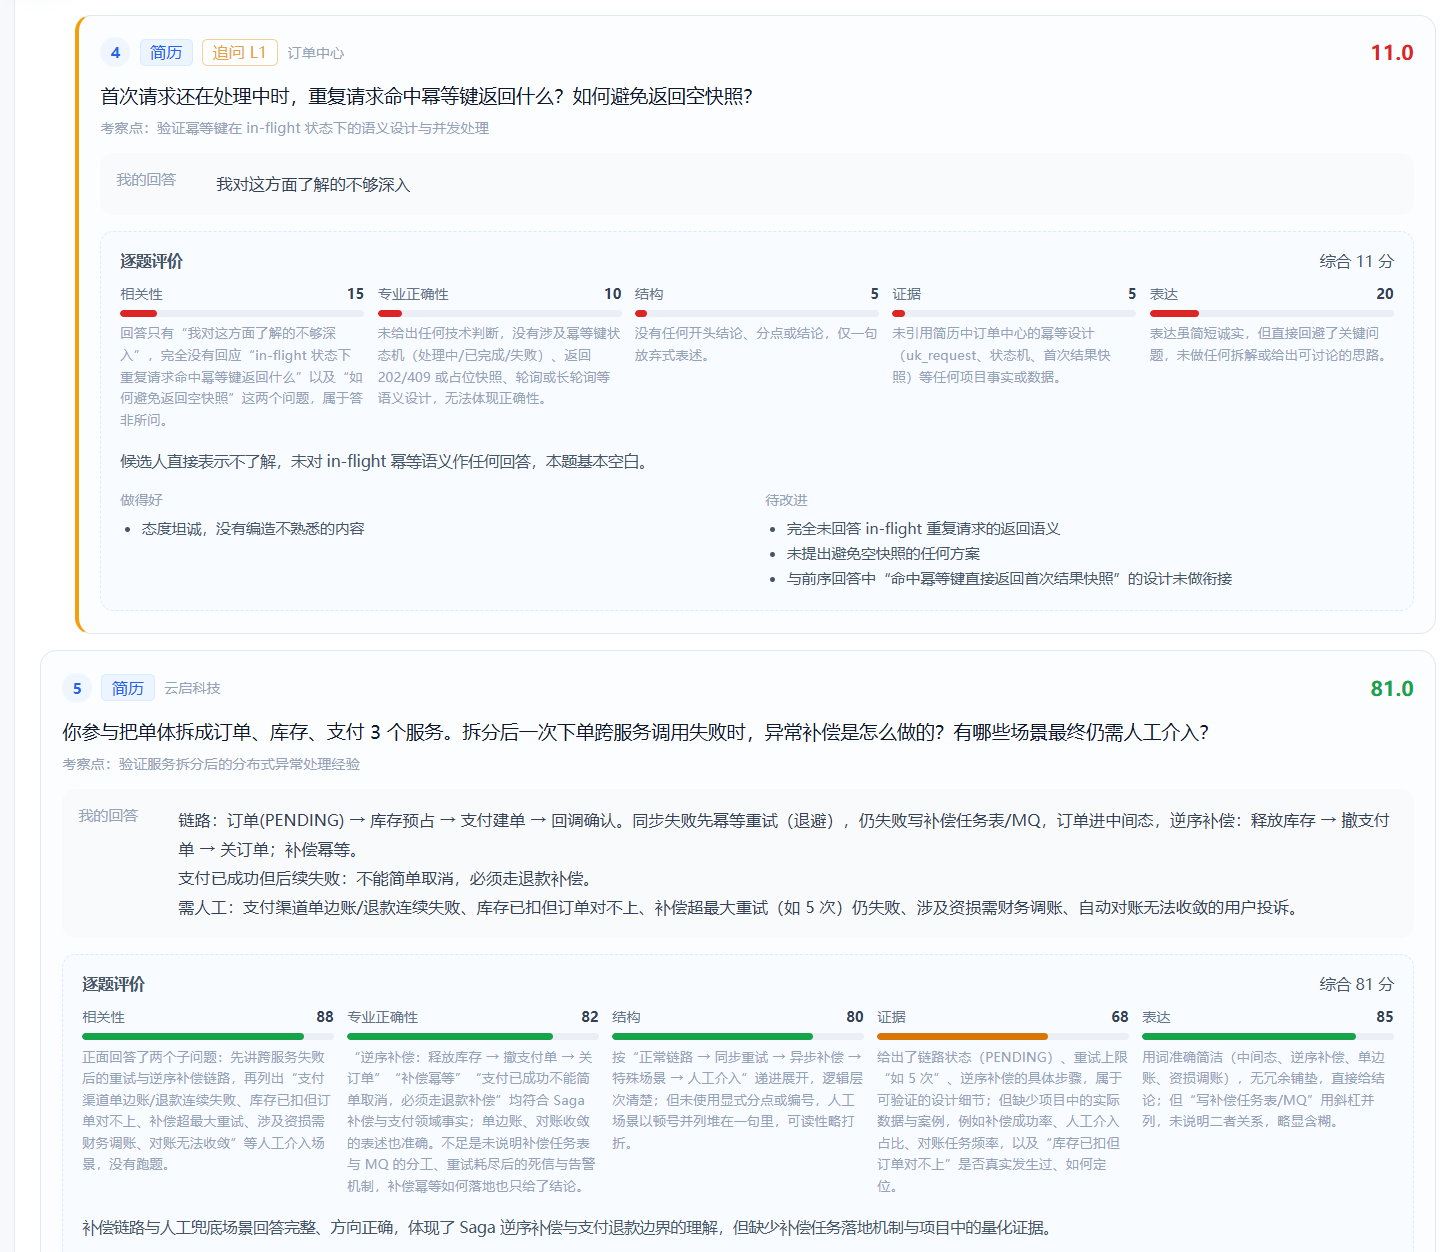 4 简历 追问 L1 订单中心 11.0
首次请求还在处理中时，重复请求命中幂等键返回什么？如何避免返回空快照？
考察点：验证幂等键在 in-flight 状态下的语义设计与并发处理
我的回答 我对这方面了解的不够深入
逐题评价 综合 11 分
相关性 15
回答只有“我对这方面了解的不够深
入”，完全没有回应“in-flight 状态下
重复请求命中幂等键返回什么”以及“如
何避免返回空快照”这两个问题，属于答
非所问。
专业正确性 10
未给出任何技术判断，没有涉及幂等键状
态机（处理中/已完成/失败）、返回
202/409 或占位快照、轮询或长轮询等
语义设计，无法体现正确性。
结构 5
没有任何开头结论、分点或结论，仅一句
放弃式表述。
证据 5
未引用简历中订单中心的幂等设计
（uk_request、状态机、首次结果快
照）等任何项目事实或数据。
表达 20
表达虽简短诚实，但直接回避了关键问
题，未做任何拆解或给出可讨论的思路。
候选人直接表示不了解，未对 in-flight 幂等语义作任何回答，本题基本空白。
做得好
• 态度坦诚，没有编造不熟悉的内容
待改进
• 完全未回答 in-flight 重复请求的返回语义
• 未提出避免空快照的任何方案
• 与前序回答中“命中幂等键直接返回首次结果快照”的设计未做衔接
5 简历 云启科技 81.0
你参与把单体拆成订单、库存、支付 3 个服务。拆分后一次下单跨服务调用失败时，异常补偿是怎么做的？有哪些场景最终仍需人工介入？
考察点：验证服务拆分后的分布式异常处理经验
我的回答 链路：订单(PENDING) → 库存预占 → 支付建单 → 回调确认。同步失败先幂等重试（退避），仍失败写补偿任务表/MQ，订单进中间态，逆序补偿：释放库存 → 撤支付
单 → 关订单；补偿幂等。
支付已成功但后续失败：不能简单取消，必须走退款补偿。
需人工：支付渠道单边账/退款连续失败、库存已扣但订单对不上、补偿超最大重试（如 5 次）仍失败、涉及资损需财务调账、自动对账无法收敛的用户投诉。
逐题评价 综合 81 分
相关性 88
正面回答了两个子问题：先讲跨服务失败
后的重试与逆序补偿链路，再列出“支付
渠道单边账/退款连续失败、库存已扣但订
单对不上、补偿超最大重试、涉及资损需
财务调账、对账无法收敛”等人工介入场
景，没有跑题。
专业正确性 82
“逆序补偿：释放库存 → 撤支付单 → 关
订单”“补偿幂等”“支付已成功不能简
单取消，必须走退款补偿”均符合 Saga
补偿与支付领域事实；单边账、对账收敛
的表述也准确。不足是未说明补偿任务表
与 MQ 的分工、重试耗尽后的死信与告警
机制，补偿幂等如何落地也只给了结论。
结构 80
按“正常链路 → 同步重试 → 异步补偿 →
特殊场景 → 人工介入”递进展开，逻辑层
次清楚；但未使用显式分点或编号，人工
场景以顿号并列堆在一句里，可读性略打
折。
证据 68
给出了链路状态（PENDING）、重试上限
“如 5 次”、逆序补偿的具体步骤，属于
可验证的设计细节；但缺少项目中的实际
数据与案例，例如补偿成功率、人工介入
占比、对账任务频率，以及“库存已扣但
订单对不上”是否真实发生过、如何定
位。
表达 85
用词准确简洁（中间态、逆序补偿、单边
账、资损调账），无冗余铺垫，直接给结
论；但“写补偿任务表/MQ”用斜杠并
列，未说明二者关系，略显含糊。
补偿链路与人工兜底场景回答完整、方向正确，体现了 Saga 逆序补偿与支付退款边界的理解，但缺少补偿任务落地机制与项目中的量化证据。